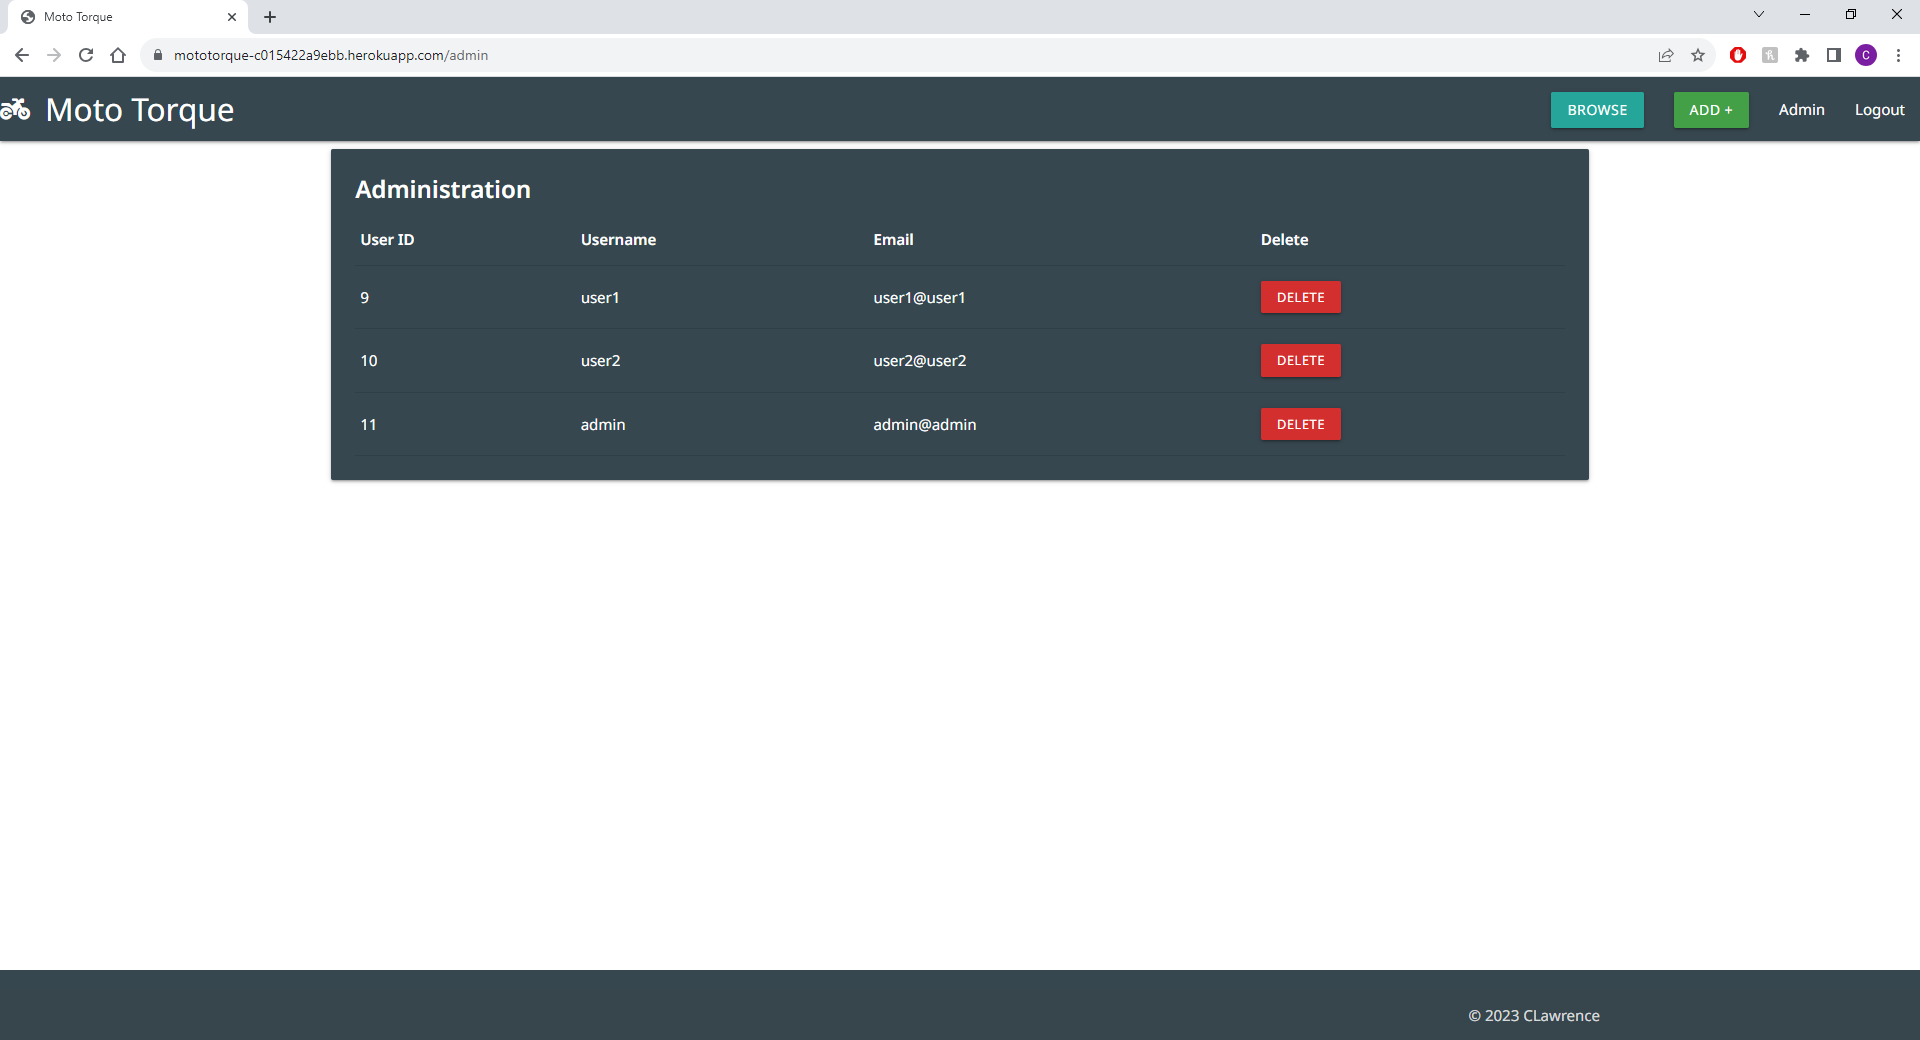 Moto Torque
mototorque-c015422a9ebb.herokuapp.com/admin
C
Moto Torque BROWSE ADD + Admin Logout
Administration
User ID Username Email Delete
9 user1 user1@user1 DELETE
10 user2 user2@user2 DELETE
11 admin admin@admin DELETE
© 2023 CLawrence